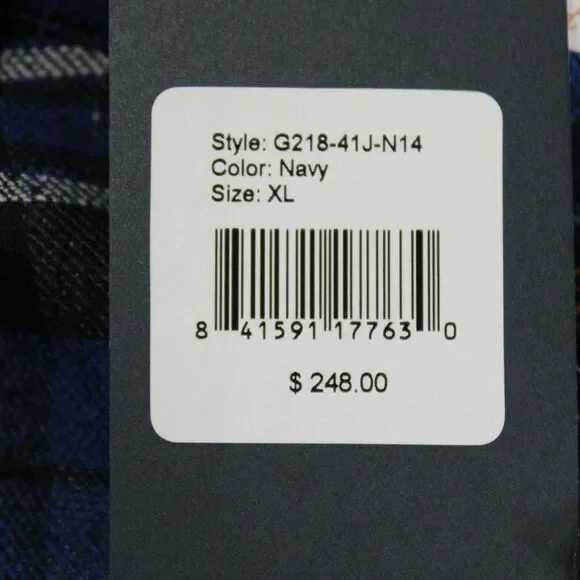 Style: G218-41J-N14
Color: Navy
Size: XL
8 41591 17763 0
$ 248.00